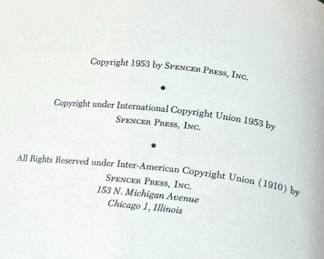 Copyright 1953 by SPENCER PRESS, INC.
•
Copyright under International Copyright Union 1953 by
SPENCER PRESS, INC.
•
All Rights Reserved under Inter-American Copyright Union (1910) by
SPENCER PRESS, INC.
153 N. Michigan Avenue
Chicago 1, Illinois